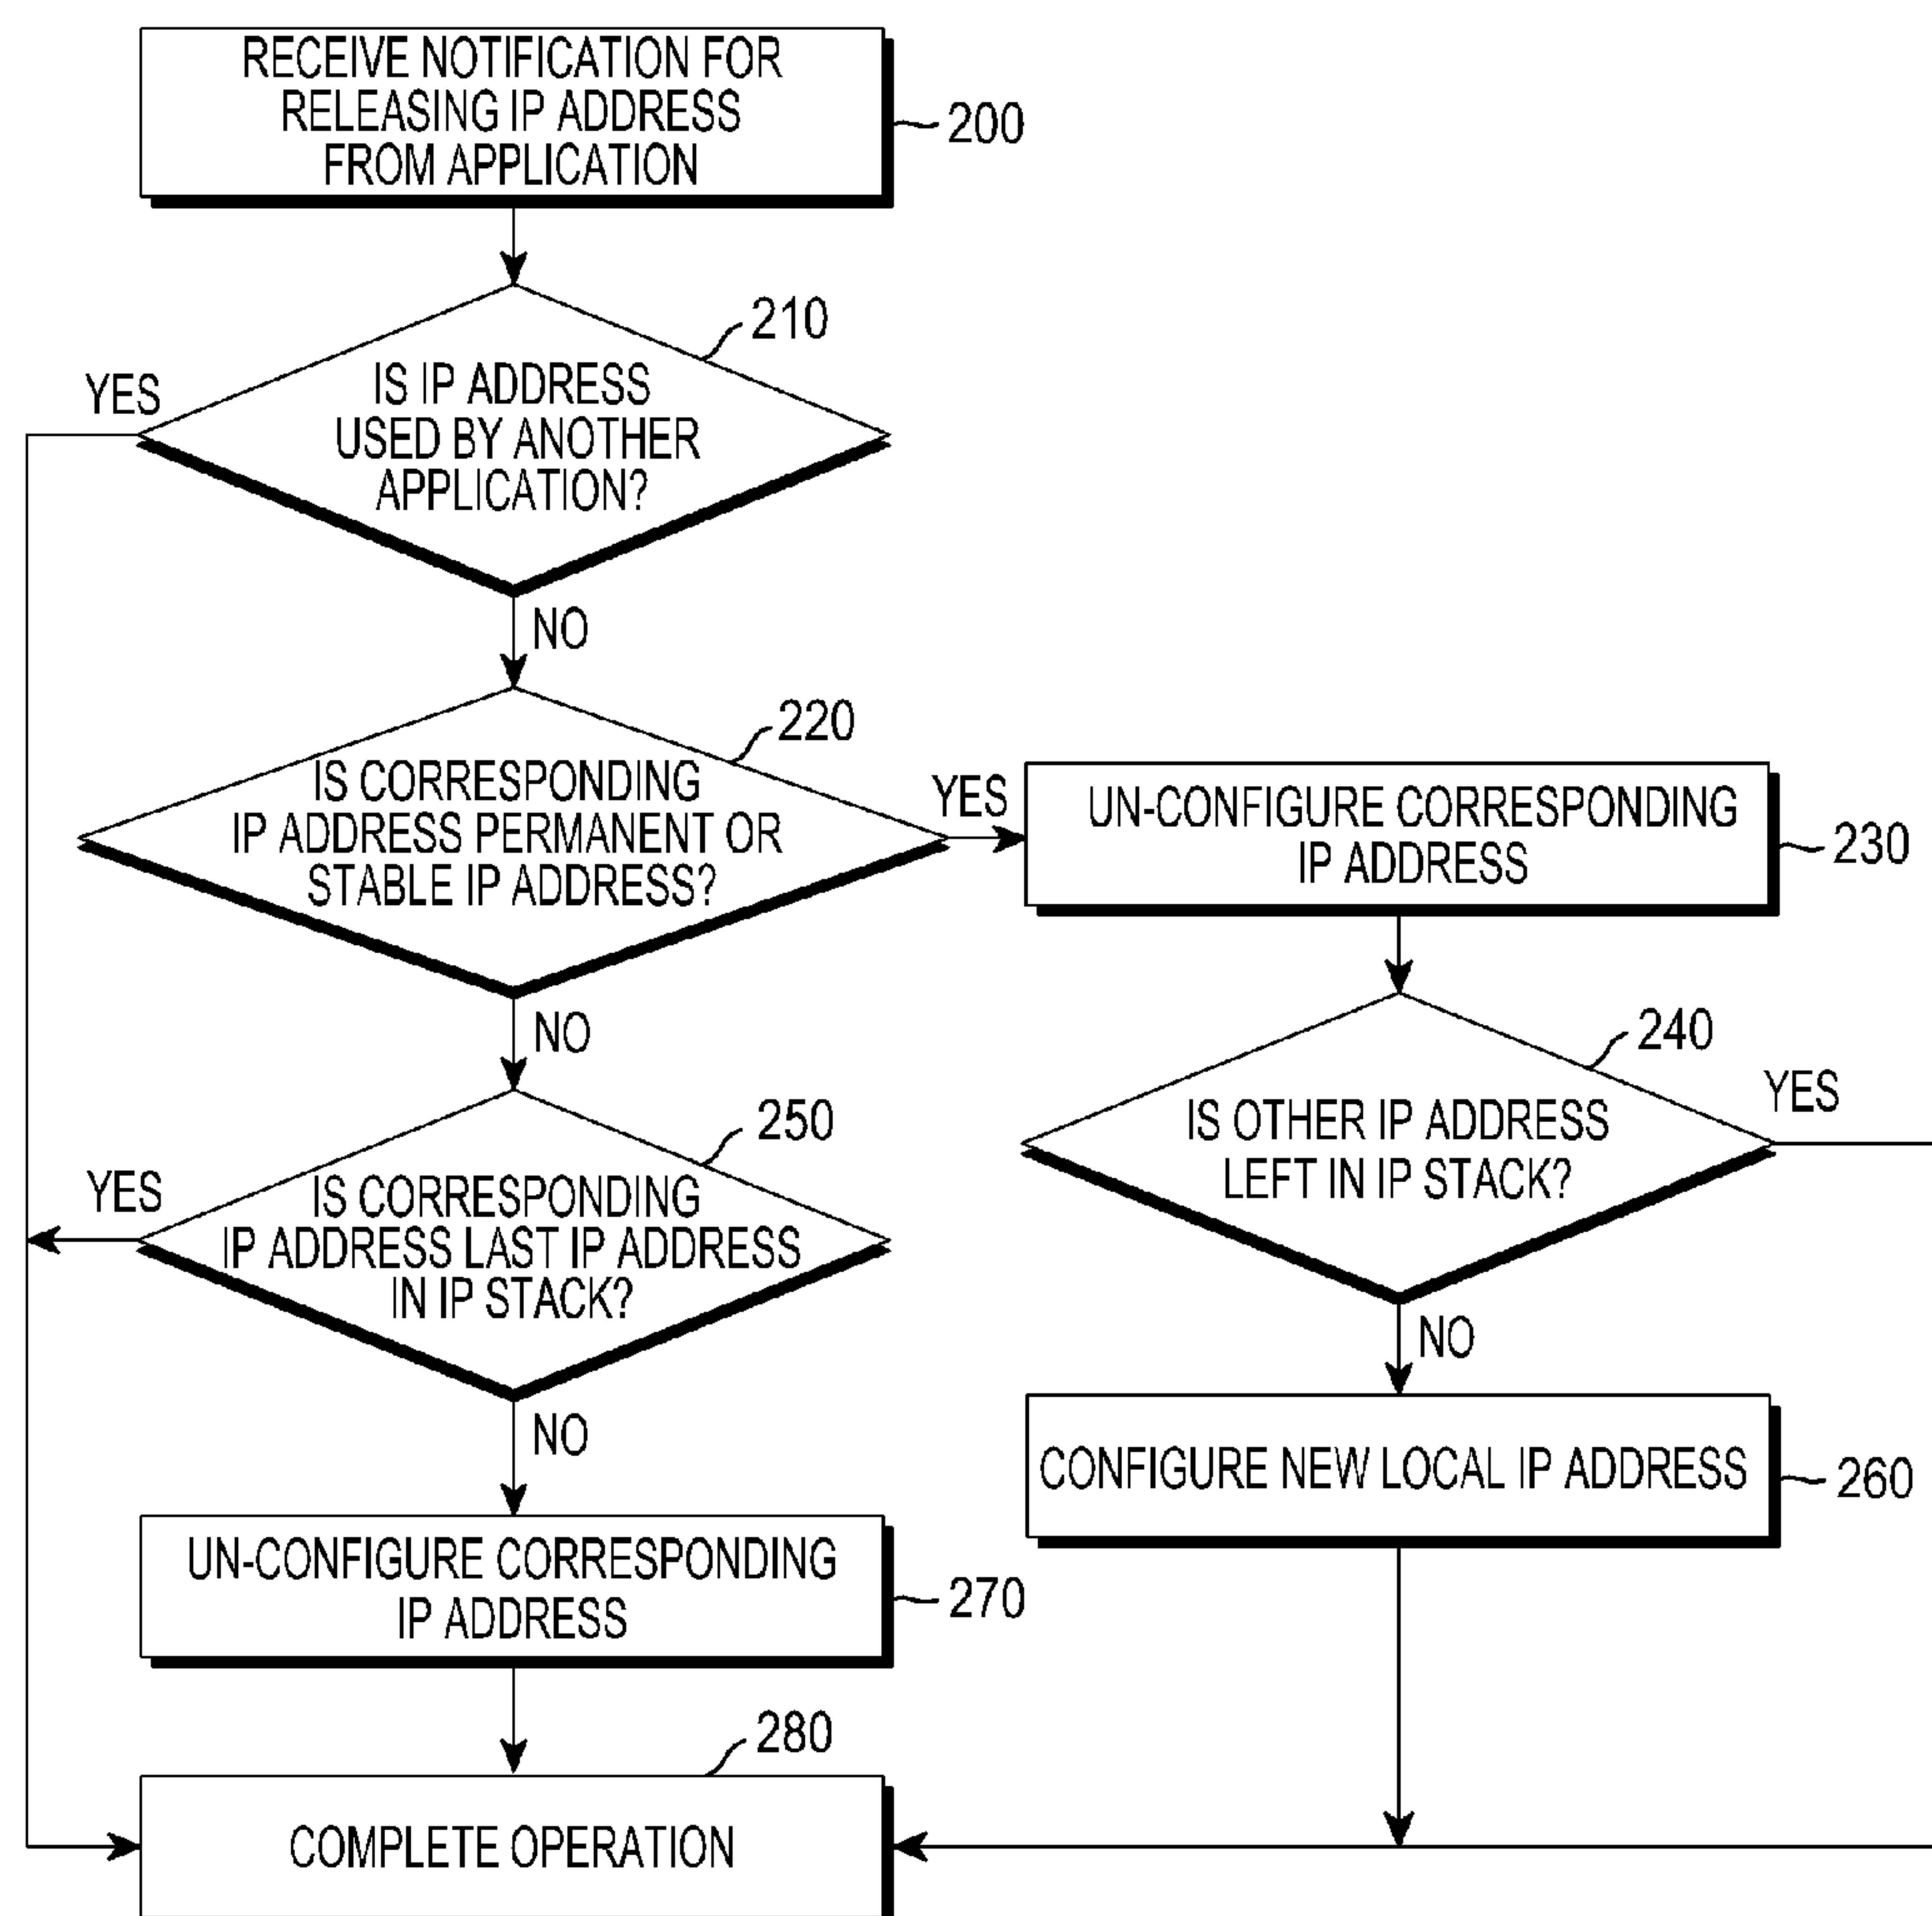 RECEIVE NOTIFICATION FOR
RELEASING IP ADDRESS
FROM APPLICATION
200
210
YES
IS IP ADDRESS
USED BY ANOTHER
APPLICATION?
NO
220
IS CORRESPONDING
IP ADDRESS PERMANENT OR
STABLE IP ADDRESS?
YES
UN-CONFIGURE CORRESPONDING
IP ADDRESS
230
NO
240
YES
IS OTHER IP ADDRESS
LEFT IN IP STACK?
250
YES
IS CORRESPONDING
IP ADDRESS LAST IP ADDRESS
IN IP STACK?
NO
NO
CONFIGURE NEW LOCAL IP ADDRESS
260
UN-CONFIGURE CORRESPONDING
IP ADDRESS
270
280
COMPLETE OPERATION